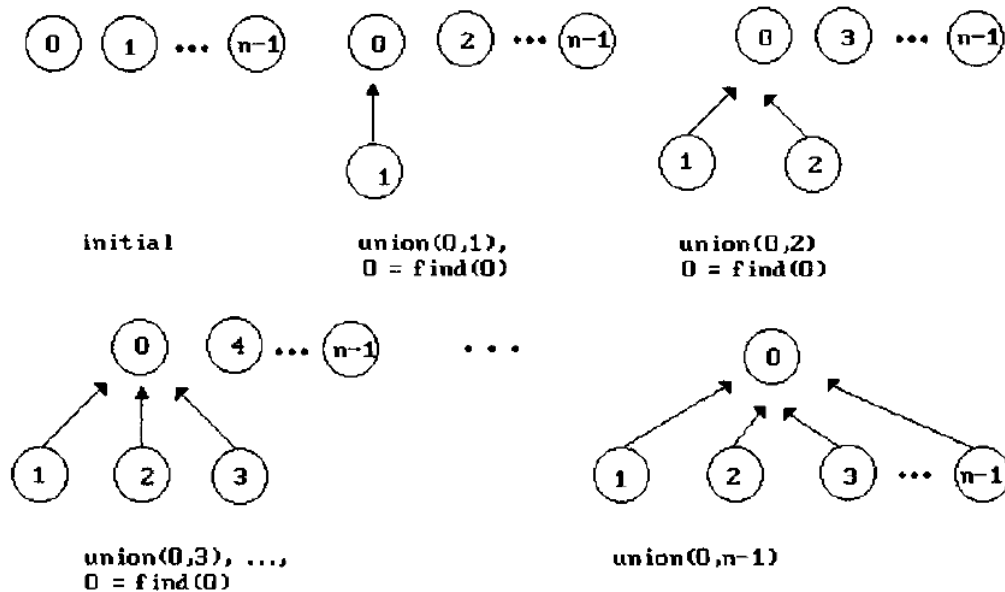 0 1 ••• n-1
0 2 ••• n-1
0 3 ••• n-1
1
1 2
initial
union(0,1),
0 = find(0)
union(0,2)
0 = find(0)
0 4 ••• n-1 • • •
0
1 2 3
1 2 3 ••• n-1
union(0,3), ...,
0 = find(0)
union(0,n-1)